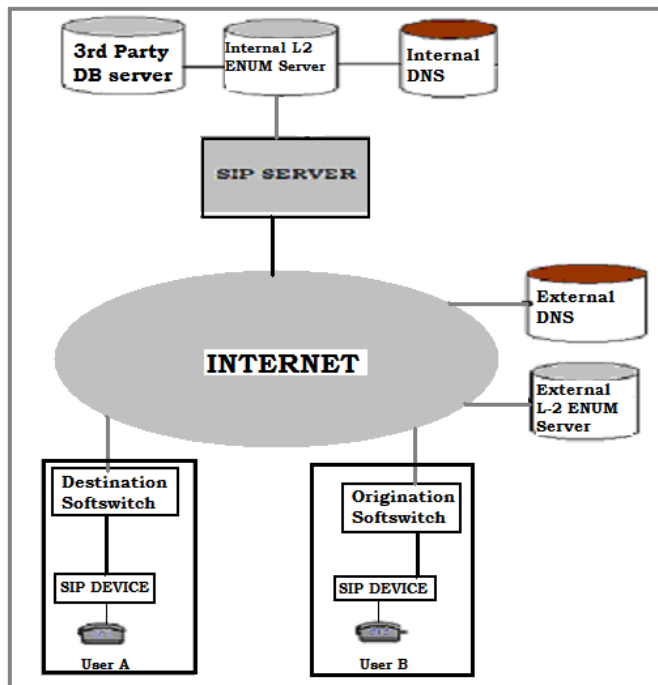 3rd Party
DB server
Internal L2
ENUM Server
Internal
DNS
SIP SERVER
INTERNET
External
DNS
External
L-2 ENUM
Server
Destination
Softswitch
SIP DEVICE
User A
Origination
Softswitch
SIP DEVICE
User B